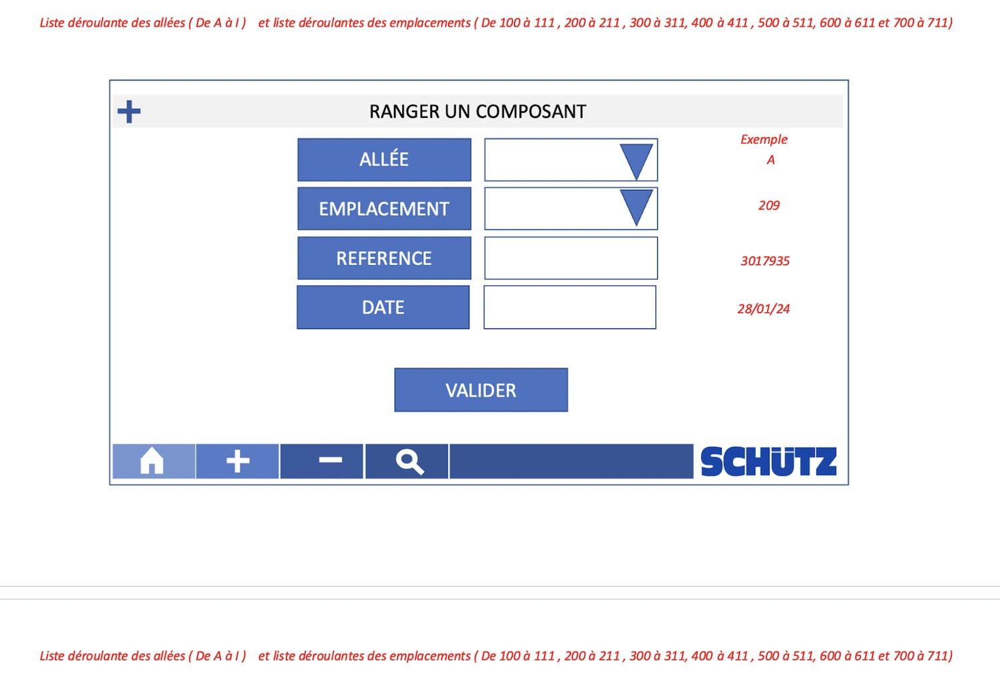 Liste déroulante des allées ( De A à I )    et liste déroulantes des emplacements ( De 100 à 111 , 200 à 211 , 300 à 311, 400 à 411 , 500 à 511, 600 à 611 et 700 à 711)
RANGER UN COMPOSANT
Exemple
ALLÉE
A
EMPLACEMENT
209
REFERENCE
3017935
DATE
28/01/24
VALIDER
SCHÜTZ
Liste déroulante des allées ( De A à I )    et liste déroulantes des emplacements ( De 100 à 111 , 200 à 211 , 300 à 311, 400 à 411 , 500 à 511, 600 à 611 et 700 à 711)